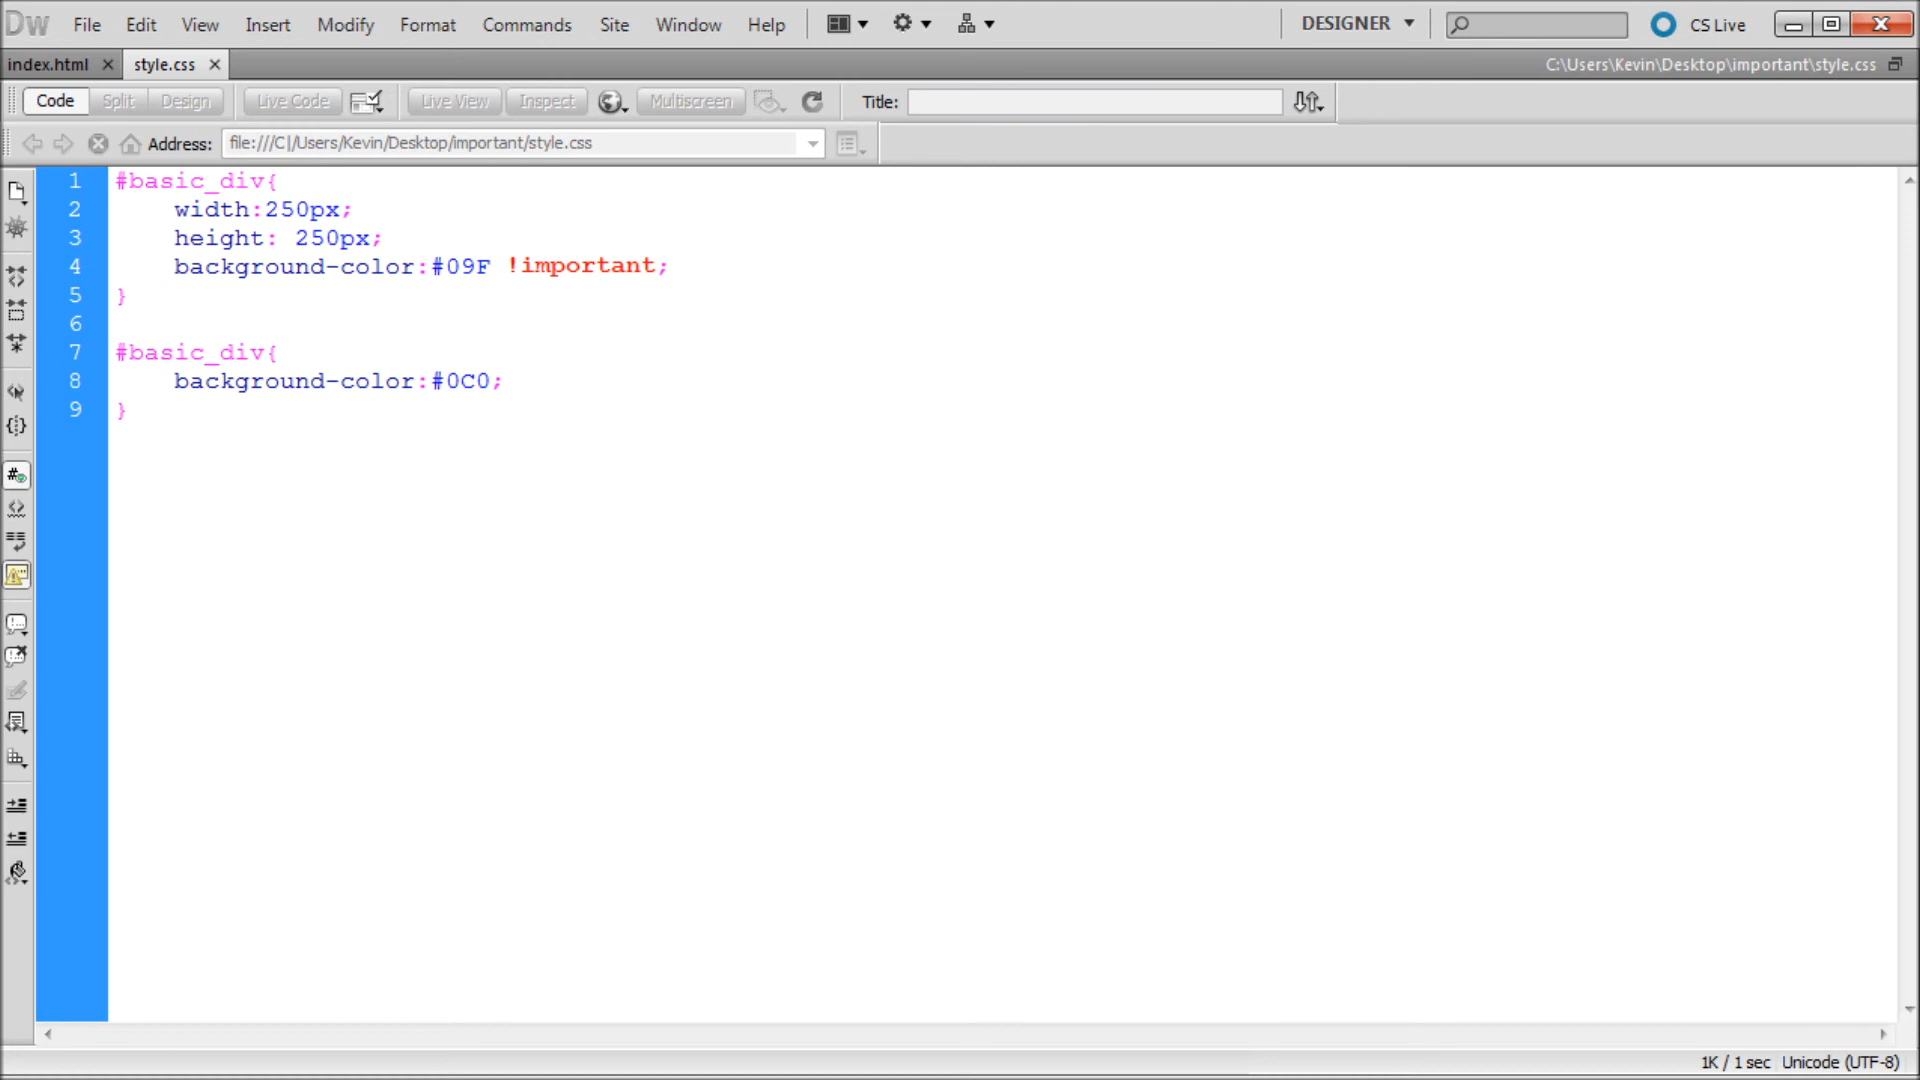 Dw File Edit View Insert Modify Format Commands Site Window Help DESIGNER CS Live
index.html style.css C:\Users\Kevin\Desktop\important\style.css
Code Split Design Live Code Live View Inspect Multiscreen Title:
Address: file:///C|/Users/Kevin/Desktop/important/style.css
1 #basic_div{
2 width:250px;
3 height: 250px;
4 background-color:#09F !important;
5 }
6
7 #basic_div{
8 background-color:#0C0;
9 }
1K / 1 sec Unicode (UTF-8)